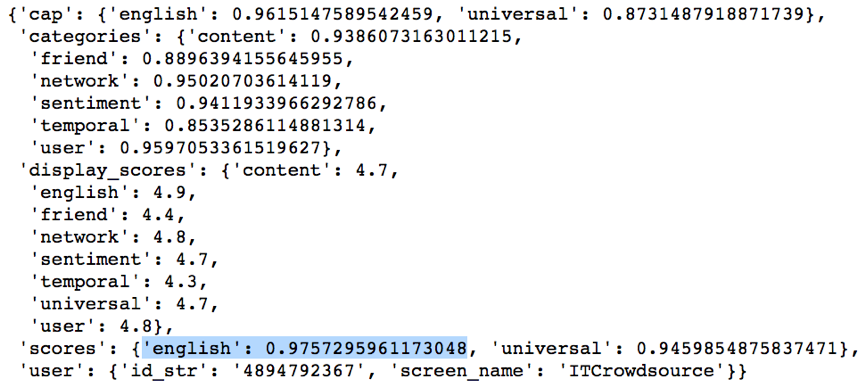 {'cap': {'english': 0.9615147589542459, 'universal': 0.8731487918871739},
'categories': {'content': 0.9386073163011215,
'friend': 0.8896394155645955,
'network': 0.95020703614119,
'sentiment': 0.9411933966292786,
'temporal': 0.8535286114881314,
'user': 0.9597053361519627},
'display_scores': {'content': 4.7,
'english': 4.9,
'friend': 4.4,
'network': 4.8,
'sentiment': 4.7,
'temporal': 4.3,
'universal': 4.7,
'user': 4.8},
'scores': {'english': 0.9757295961173048, 'universal': 0.9459854875837471},
'user': {'id_str': '4894792367', 'screen_name': 'ITCrowdsource'}}